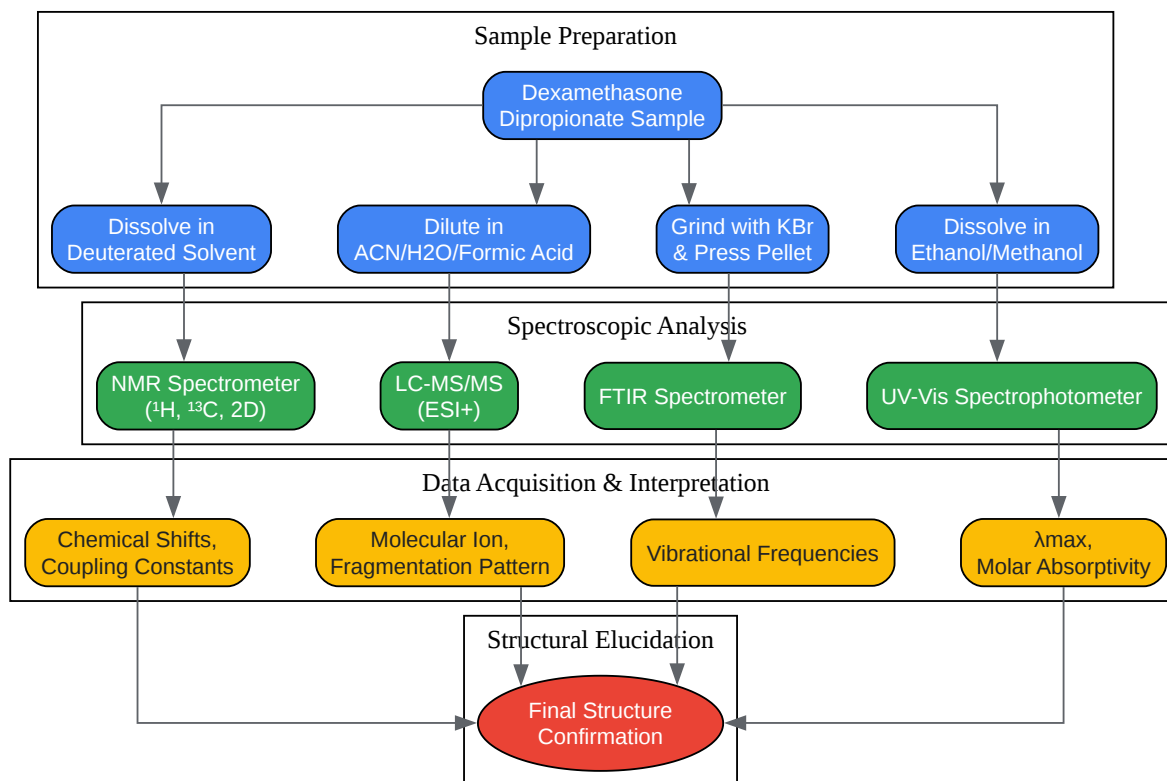 Sample Preparation
Dexamethasone
Dipropionate Sample
Dissolve in
Deuterated Solvent
Dilute in
ACN/H2O/Formic Acid
Grind with KBr
& Press Pellet
Dissolve in
Ethanol/Methanol
Spectroscopic Analysis
NMR Spectrometer
(¹H, ¹³C, 2D)
LC-MS/MS
(ESI+)
FTIR Spectrometer
UV-Vis Spectrophotometer
Data Acquisition & Interpretation
Chemical Shifts,
Coupling Constants
Molecular Ion,
Fragmentation Pattern
Vibrational Frequencies
λmax,
Molar Absorptivity
Structural Elucidation
Final Structure
Confirmation